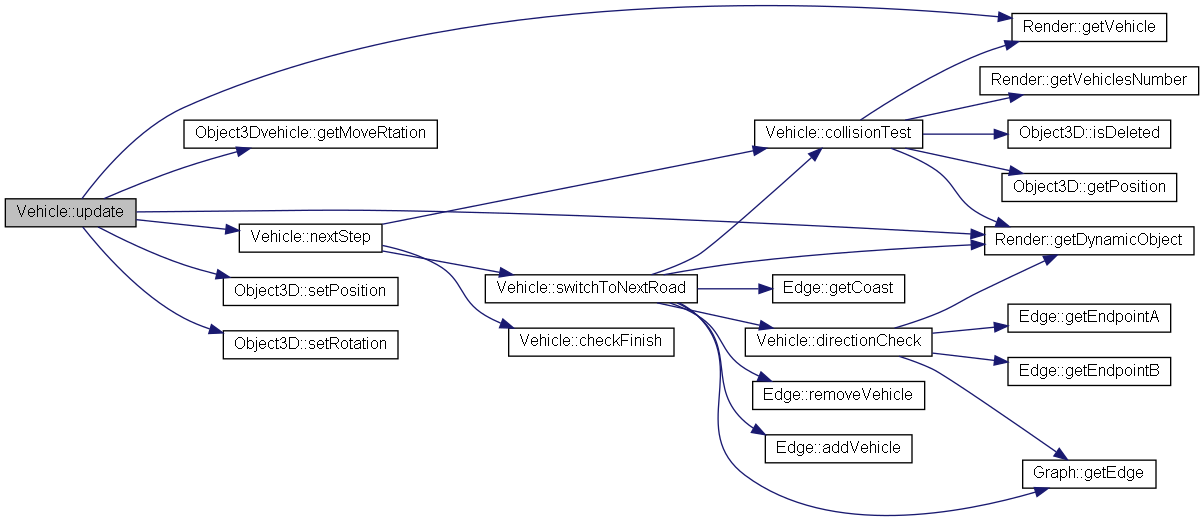 Vehicle::update
Object3Dvehicle::getMoveRtation
Vehicle::nextStep
Object3D::setPosition
Object3D::setRotation
Vehicle::switchToNextRoad
Vehicle::checkFinish
Vehicle::collisionTest
Edge::getCoast
Vehicle::directionCheck
Edge::removeVehicle
Edge::addVehicle
Render::getVehicle
Render::getVehiclesNumber
Object3D::isDeleted
Object3D::getPosition
Render::getDynamicObject
Edge::getEndpointA
Edge::getEndpointB
Graph::getEdge